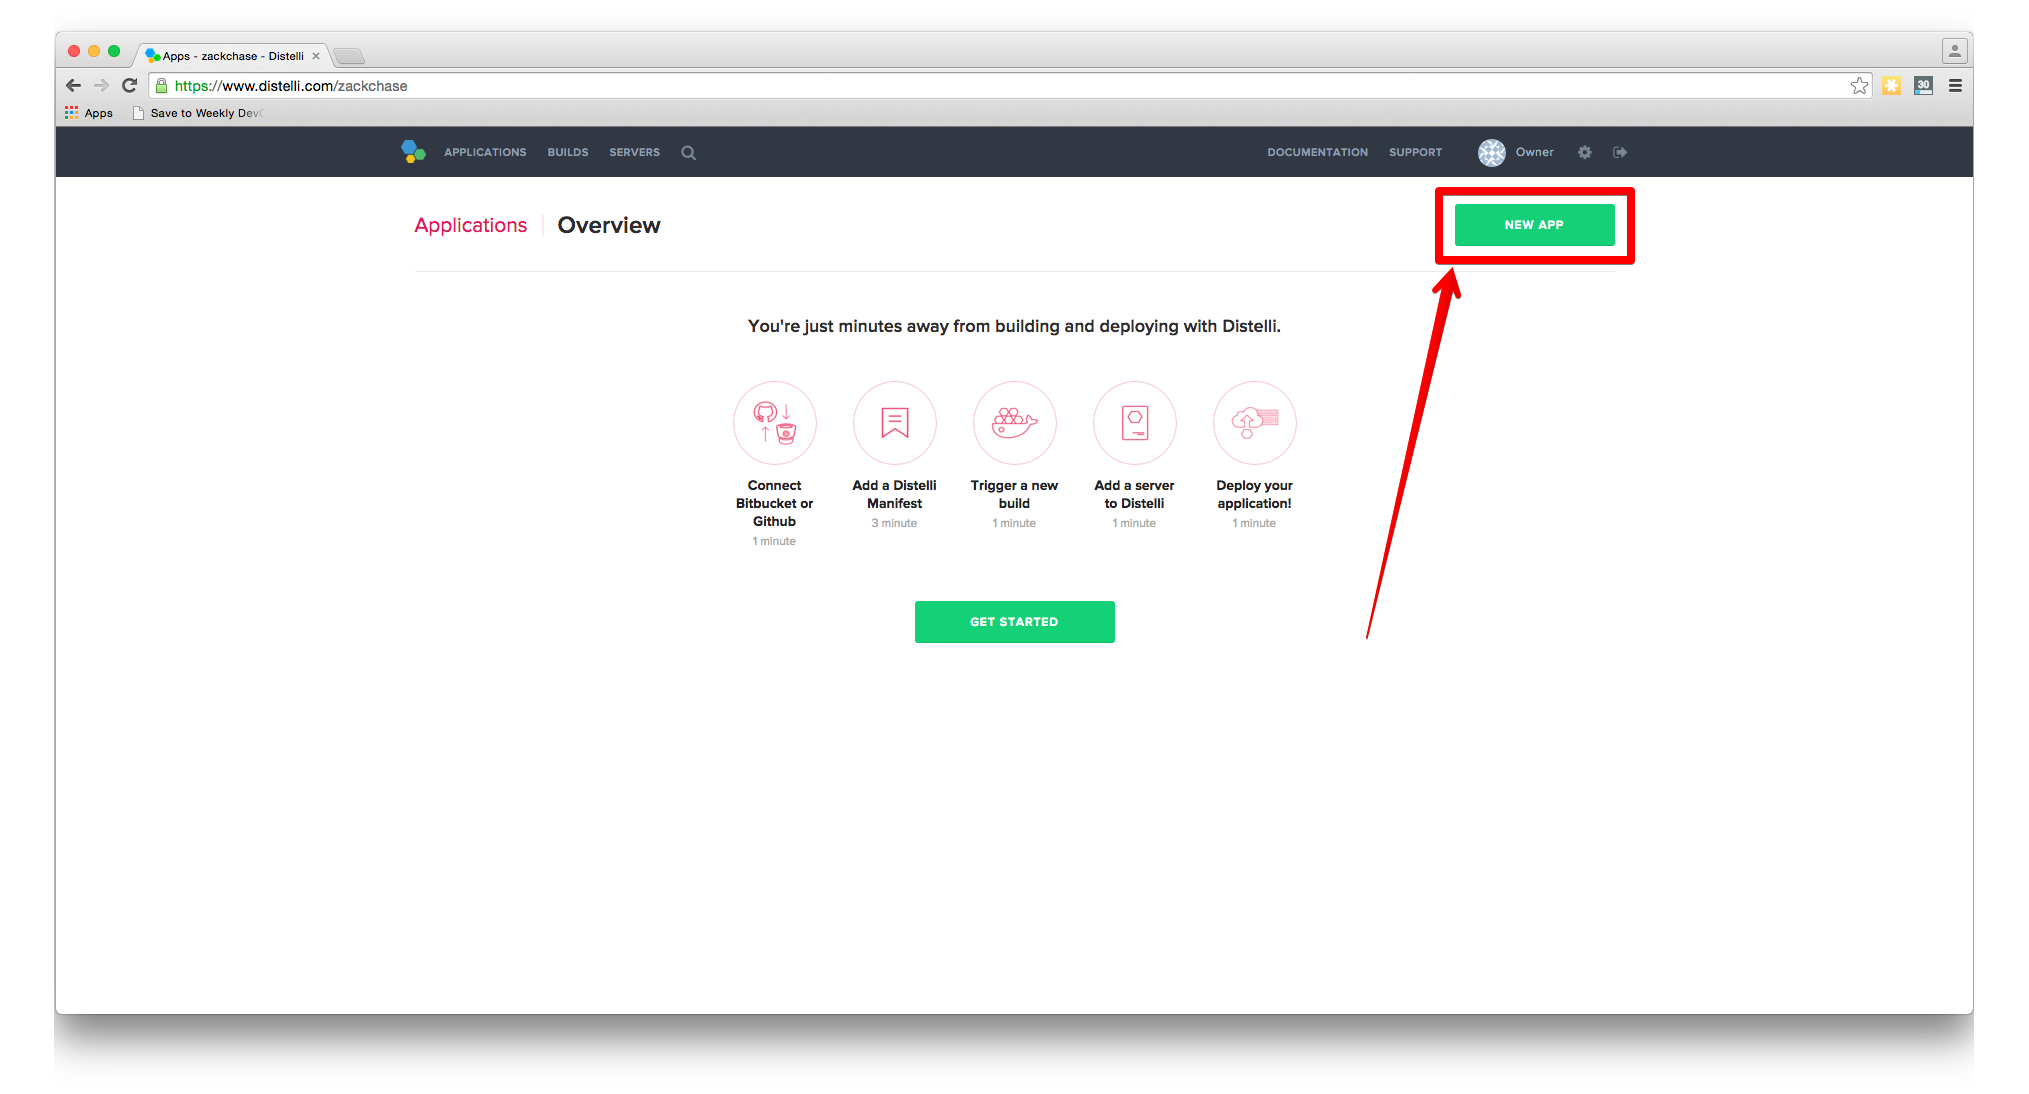 Apps - zackchase - Distelli
https://www.distelli.com/zackchase
30
Apps
Save to Weekly Dev
APPLICATIONS BUILDS SERVERS
DOCUMENTATION SUPPORT Owner
Applications Overview
NEW APP
You're just minutes away from building and deploying with Distelli.
Connect
Bitbucket or
Github
1 minute
Add a Distelli
Manifest
3 minute
Trigger a new
build
1 minute
Add a server
to Distelli
1 minute
Deploy your
application!
1 minute
GET STARTED